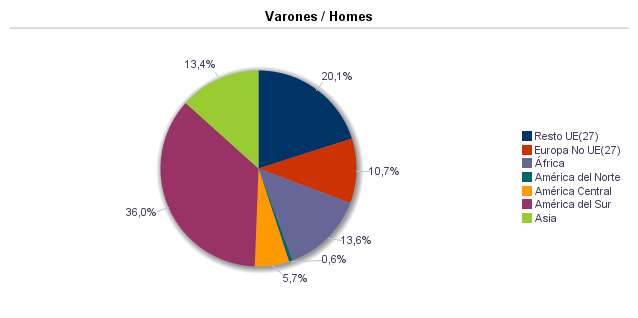 Varones / Homes
13,4%
20,1%
10,7%
36,0%
13,6%
0,6%
5,7%
Resto UE(27)
Europa No UE(27)
África
América del Norte
América Central
América del Sur
Asia